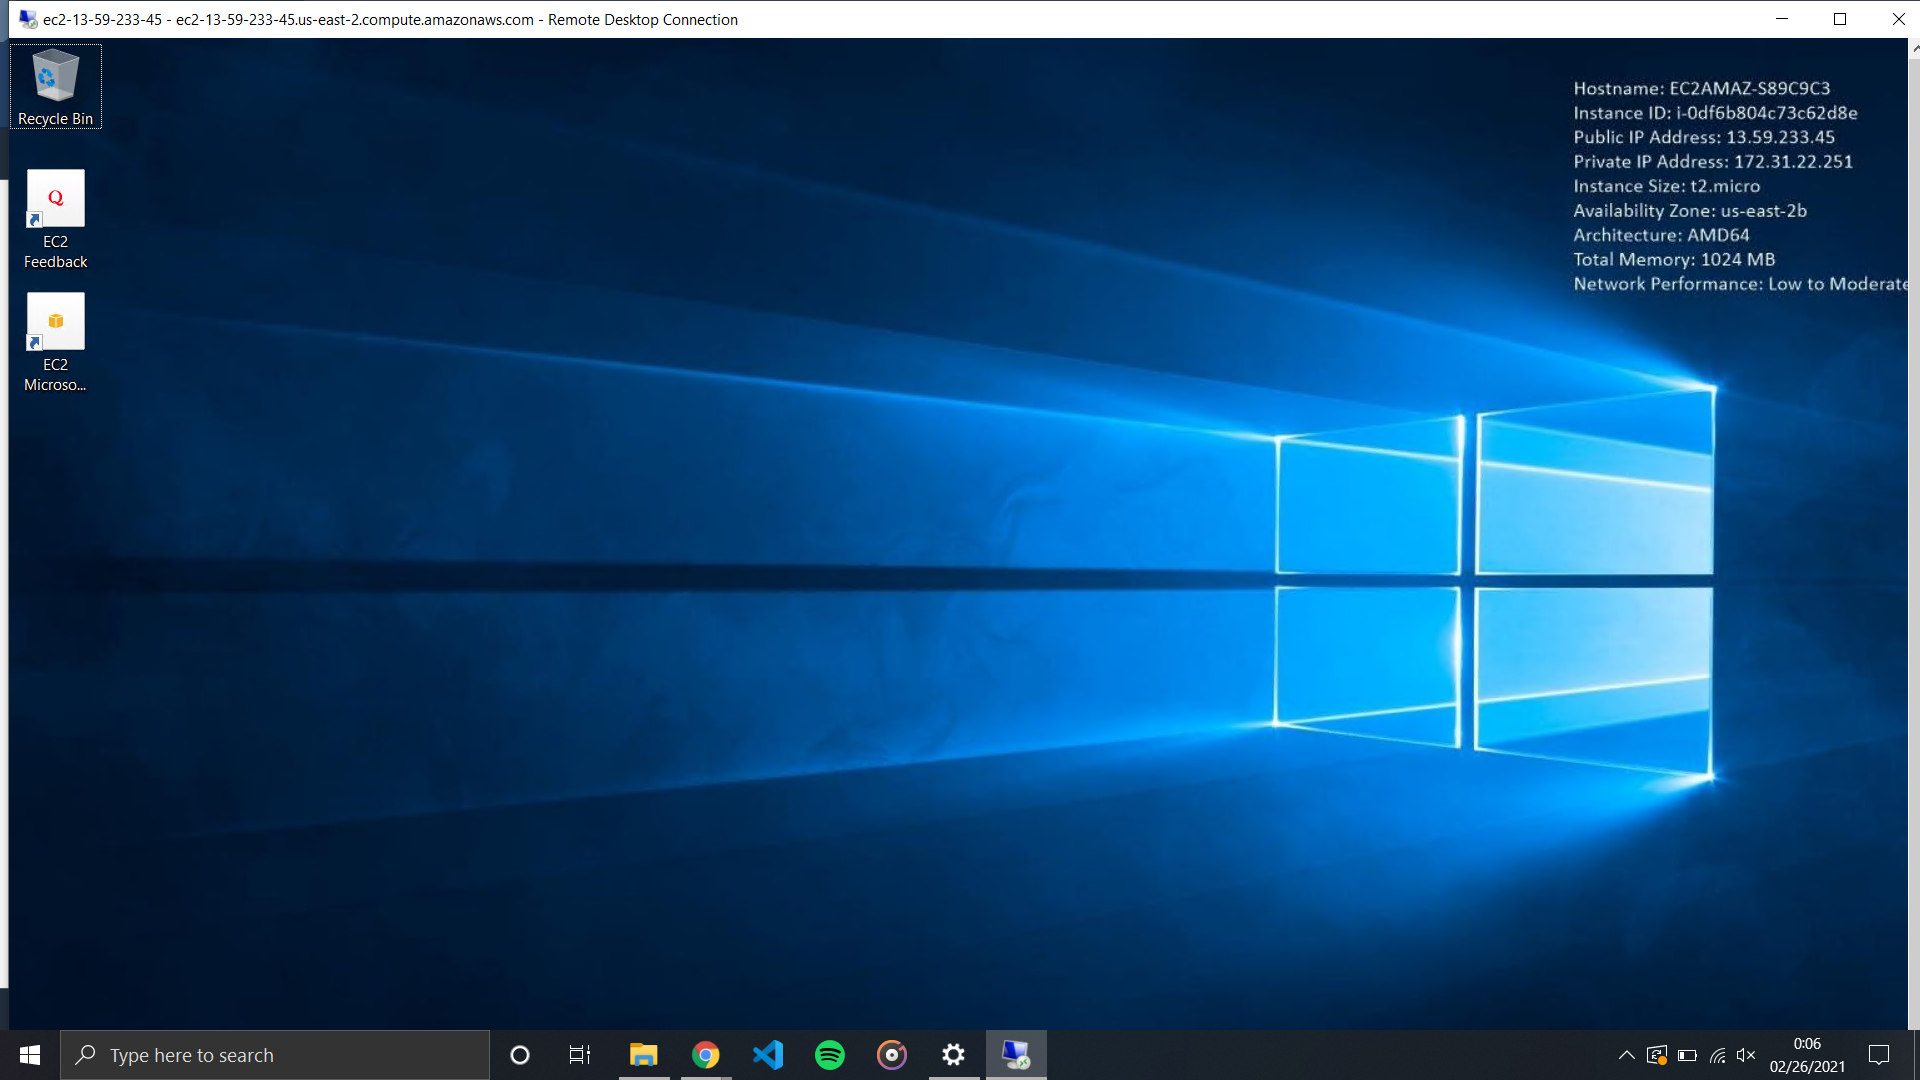 ec2-13-59-233-45 - ec2-13-59-233-45.us-east-2.compute.amazonaws.com - Remote Desktop Connection
Recycle Bin
Q
EC2
Feedback
EC2
Microso...
Hostname: EC2AMAZ-S89C9C3
Instance ID: i-0df6b804c73c62d8e
Public IP Address: 13.59.233.45
Private IP Address: 172.31.22.251
Instance Size: t2.micro
Availability Zone: us-east-2b
Architecture: AMD64
Total Memory: 1024 MB
Network Performance: Low to Moderate
Type here to search
0:06
02/26/2021